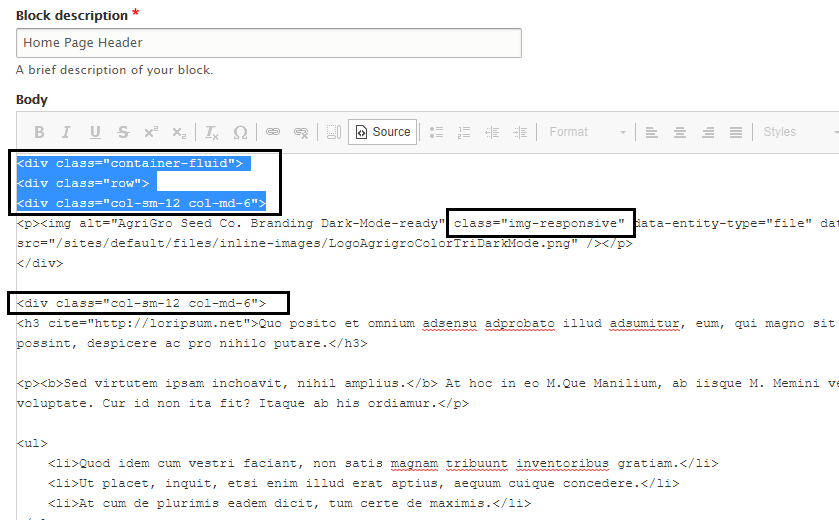 Block description *
Home Page Header
A brief description of your block.
Body
B I U S x² x₂ Tx Ω Source Format Styles
<div class="container-fluid">
<div class="row">
<div class="col-sm-12 col-md-6">
<p><img alt="AgriGro Seed Co. Branding Dark-Mode-ready" class="img-responsive" data-entity-type="file" dat
src="/sites/default/files/inline-images/LogoAgrigroColorTriDarkMode.png" /></p>
</div>
<div class="col-sm-12 col-md-6">
<h3 cite="http://loripsum.net">Quo posito et omnium adsensu adprobato illud adsumitur, eum, qui magno sit
possint, despicere ac pro nihilo putare.</h3>
<p><b>Sed virtutem ipsam inchoavit, nihil amplius.</b> At hoc in eo M.Que Manilium, ab iisque M. Memini ve
voluptate. Cur id non ita fit? Itaque ab his ordiamur.</p>
<ul>
<li>Quod idem cum vestri faciant, non satis magnam tribuunt inventoribus gratiam.</li>
<li>Ut placet, inquit, etsi enim illud erat aptius, aequum cuique concedere.</li>
<li>At cum de plurimis eadem dicit, tum certe de maximis.</li>